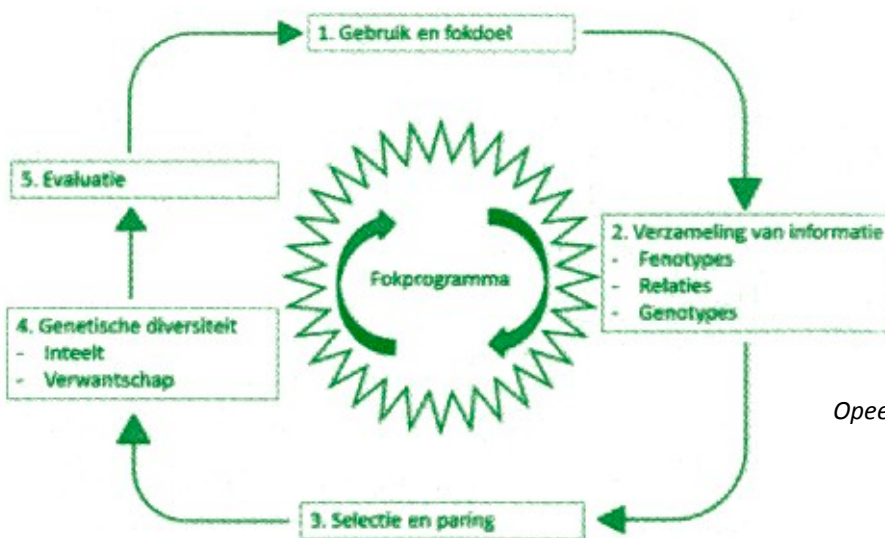 1. Gebruik en fokdoel
5. Evaluatie
2. Verzameling van informatie
- Fenotypes
- Relaties
- Genotypes
Fokprogramma
4. Genetische diversiteit
- Inteelt
- Verwantschap
Opee
3. Selectie en paring